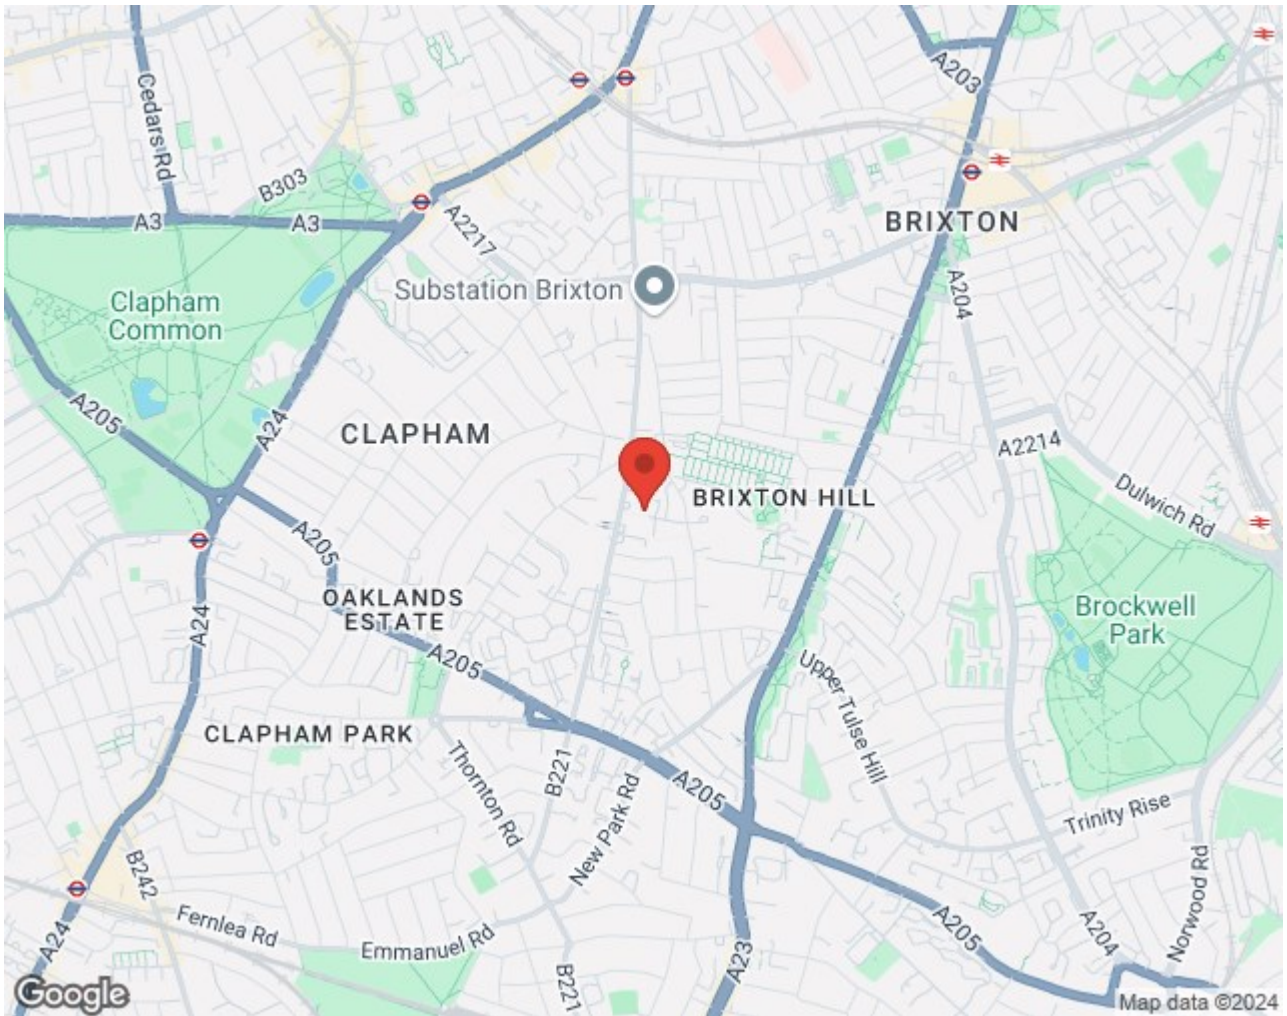 A203
Cedars Rd
B303
A3
A3
A2217
BRIXTON
Substation Brixton
A204
Clapham
Common
A205
A24
CLAPHAM
A2214
Dulwich Rd
BRIXTON HILL
A205
OAKLANDS
ESTATE
A24
A205
Brockwell
Park
Upper Tulse Hill
CLAPHAM PARK
Thornton Rd
B221
New Park Rd
A205
Trinity Rise
B242
Norwood Rd
Fernlea Rd
Emmanuel Rd
A24
B221
A23
A205
A204
Google
Map data ©2024